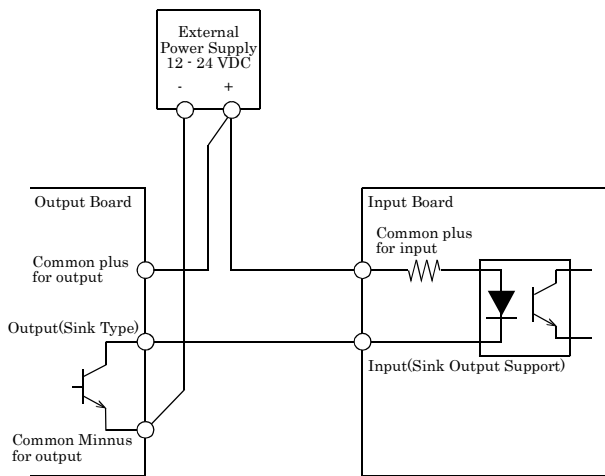 External
Power Supply
12 - 24 VDC
- +
Output Board
Input Board
Common plus
for output
Common plus
for input
Output(Sink Type)
Input(Sink Output Support)
Common Minnus
for output